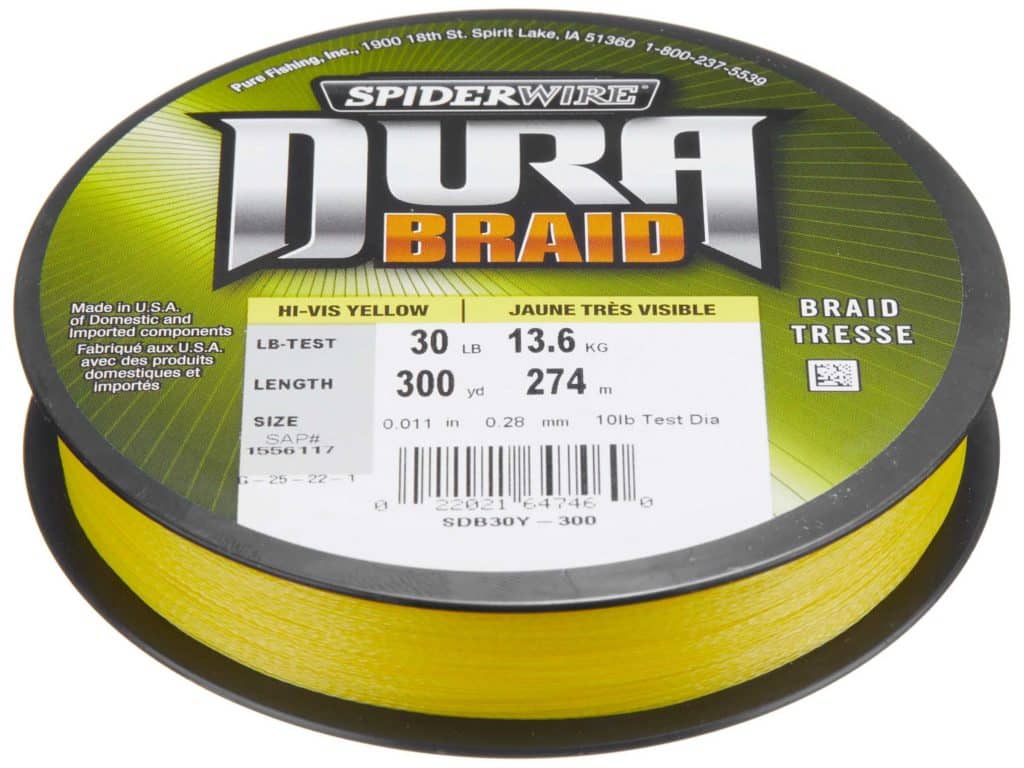 Pure Fishing, Inc., 1900 18th St. Spirit Lake, IA 51360 1-800-237-5539
SPIDERWIRE®
DURA
BRAID
Made in U.S.A.
of Domestic and
Imported components
Fabriqué aux U.S.A.
avec des produits
domestiques et
importés
BRAID
TRESSE
HI-VIS YELLOW | JAUNE TRÈS VISIBLE
LB-TEST 30 LB 13.6 KG
LENGTH 300 yd 274 m
SIZE 0.011 in 0.28 mm 10lb Test Dia
SAP#
1556117
G-25-22-1
0 22021 64746 0
SDB30Y-300